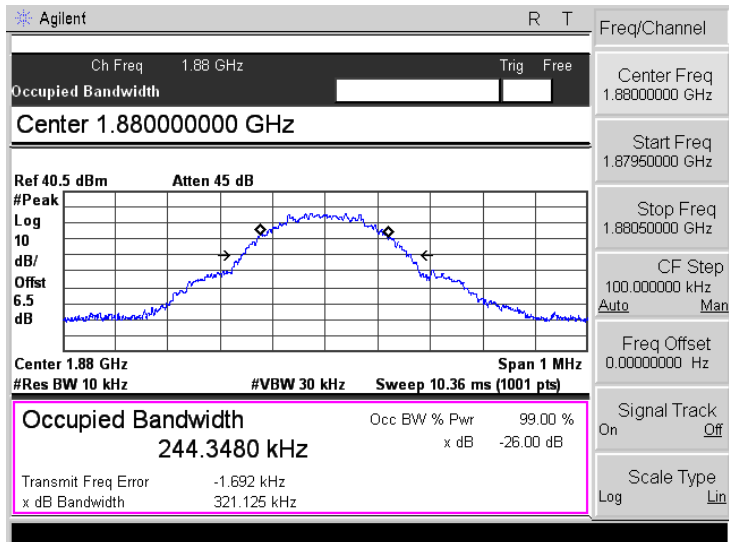 Agilent R T
Freq/Channel
Ch Freq 1.88 GHz Trig Free
Occupied Bandwidth
Center 1.880000000 GHz
Ref 40.5 dBm Atten 45 dB
#Peak
Log
10
dB/
Offst
6.5
dB
Center 1.88 GHz Span 1 MHz
#Res BW 10 kHz #VBW 30 kHz Sweep 10.36 ms (1001 pts)
Occupied Bandwidth Occ BW % Pwr 99.00 %
244.3480 kHz x dB -26.00 dB
Transmit Freq Error -1.692 kHz
x dB Bandwidth 321.125 kHz
Center Freq
1.88000000 GHz
Start Freq
1.87950000 GHz
Stop Freq
1.88050000 GHz
CF Step
100.000000 kHz
Auto Man
Freq Offset
0.00000000 Hz
Signal Track
On Off
Scale Type
Log Lin